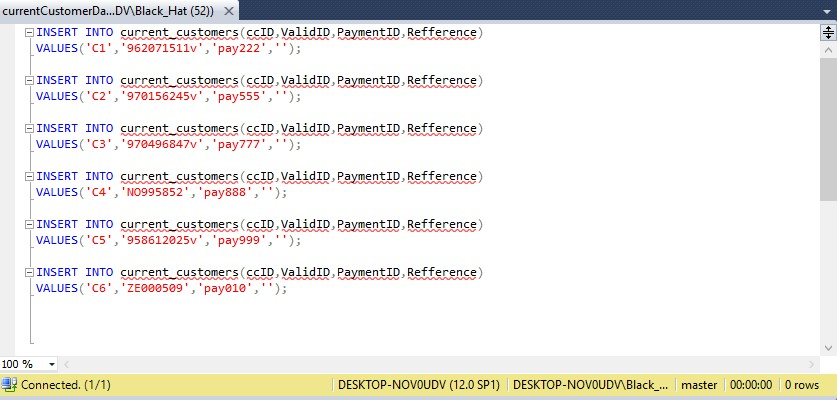 currentCustomerDa...DV\Black_Hat (52))
INSERT INTO current_customers(ccID,ValidID,PaymentID,Refference)
VALUES('C1','962071511v','pay222','');
INSERT INTO current_customers(ccID,ValidID,PaymentID,Refference)
VALUES('C2','970156245v','pay555','');
INSERT INTO current_customers(ccID,ValidID,PaymentID,Refference)
VALUES('C3','970496847v','pay777','');
INSERT INTO current_customers(ccID,ValidID,PaymentID,Refference)
VALUES('C4','NO995852','pay888','');
INSERT INTO current_customers(ccID,ValidID,PaymentID,Refference)
VALUES('C5','958612025v','pay999','');
INSERT INTO current_customers(ccID,ValidID,PaymentID,Refference)
VALUES('C6','ZE000509','pay010','');
100 %
Connected. (1/1) DESKTOP-NOV0UDV (12.0 SP1) DESKTOP-NOV0UDV\Black_... master 00:00:00 0 rows